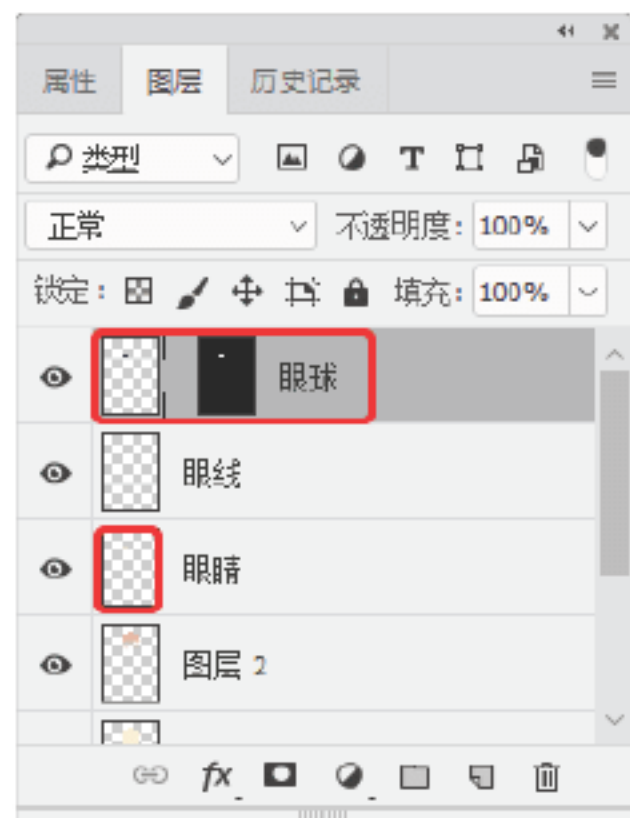 属性 图层 历史记录
类型
正常 不透明度: 100%
锁定: 填充: 100%
眼球
眼线
眼睛
图层 2
fx